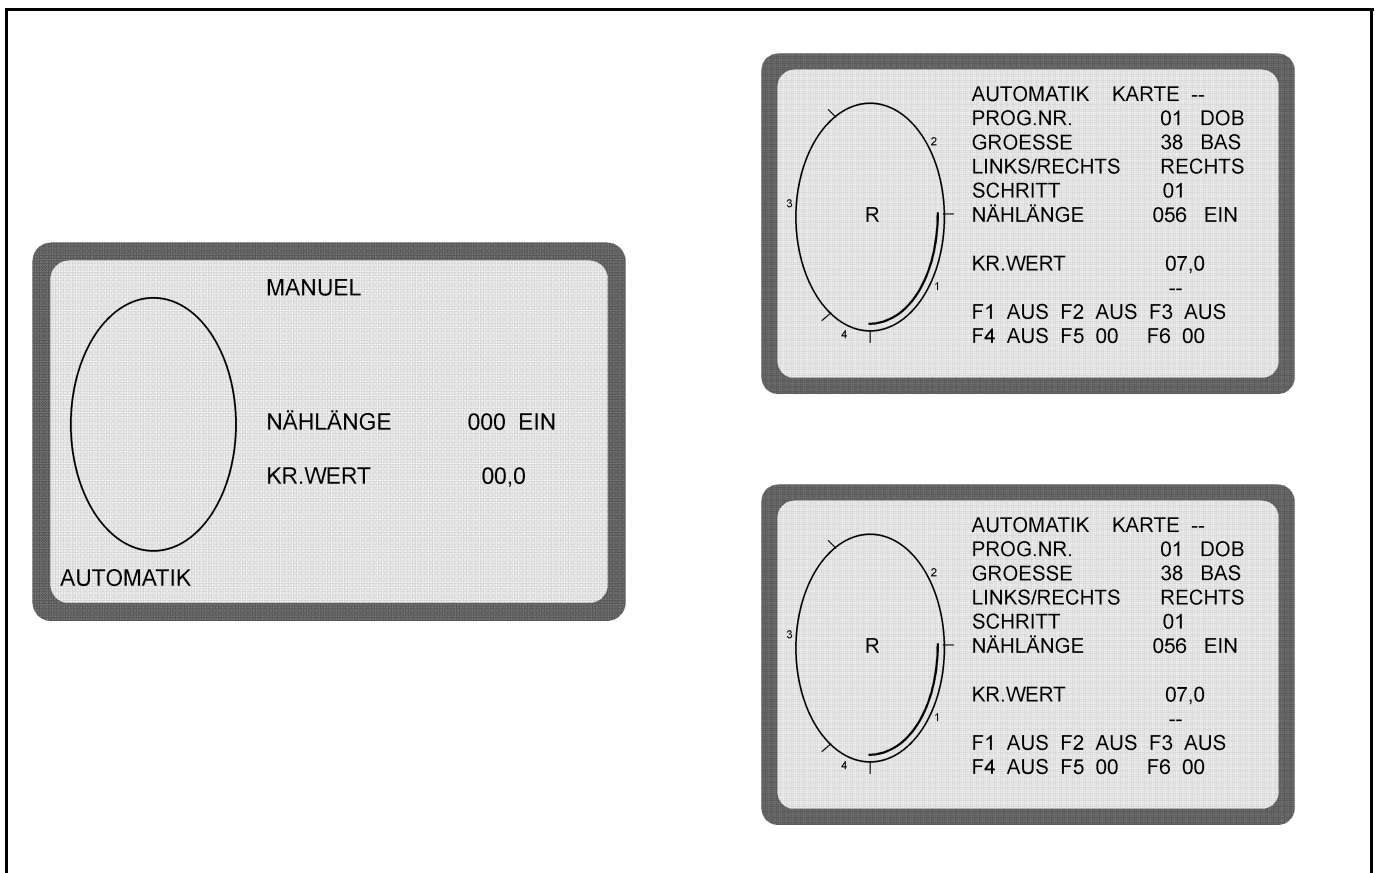 MANUEL
NÄHLÄNGE 000 EIN
KR.WERT 00,0
AUTOMATIK
AUTOMATIK KARTE --
PROG.NR. 01 DOB
GROESSE 38 BAS
LINKS/RECHTS RECHTS
SCHRITT 01
NÄHLÄNGE 056 EIN
KR.WERT 07,0
--
F1 AUS F2 AUS F3 AUS
F4 AUS F5 00 F6 00
2
3
R
1
4
AUTOMATIK KARTE --
PROG.NR. 01 DOB
GROESSE 38 BAS
LINKS/RECHTS RECHTS
SCHRITT 01
NÄHLÄNGE 056 EIN
KR.WERT 07,0
--
F1 AUS F2 AUS F3 AUS
F4 AUS F5 00 F6 00
2
3
R
1
4